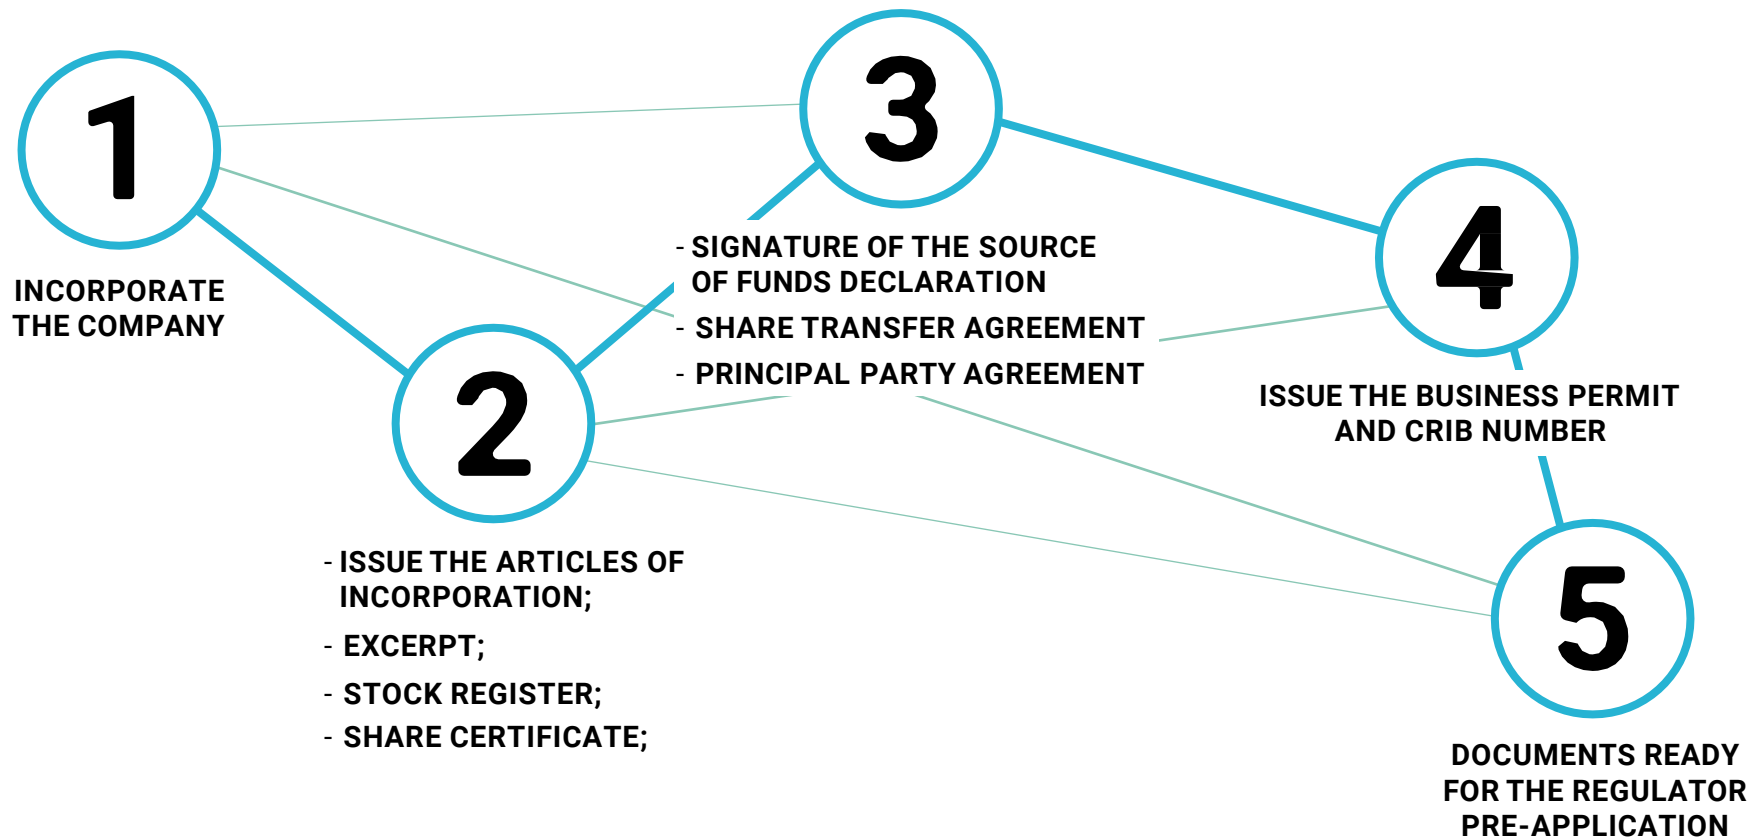 1
INCORPORATE
THE COMPANY
2
- ISSUE THE ARTICLES OF
INCORPORATION;
- EXCERPT;
- STOCK REGISTER;
- SHARE CERTIFICATE;
3
- SIGNATURE OF THE SOURCE
OF FUNDS DECLARATION
- SHARE TRANSFER AGREEMENT
- PRINCIPAL PARTY AGREEMENT
4
ISSUE THE BUSINESS PERMIT
AND CRIB NUMBER
5
DOCUMENTS READY
FOR THE REGULATOR
PRE-APPLICATION